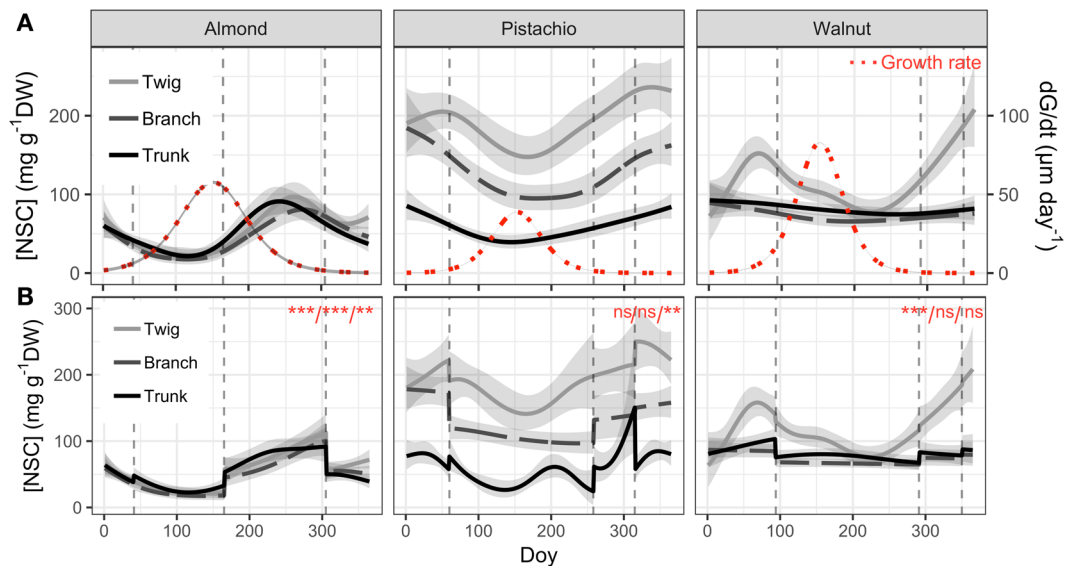 A
Almond
Pistachio
Walnut
[NSC] (mg g⁻¹DW)
200
100
0
Twig
Branch
Trunk
Growth rate
dG/dt (μm day⁻¹)
100
50
0
B
[NSC] (mg g⁻¹DW)
300
200
100
0
Twig
Branch
Trunk
***/***/**
ns/ns/**
***/ns/ns
0 100 200 300
0 100 200 300
0 100 200 300
Doy